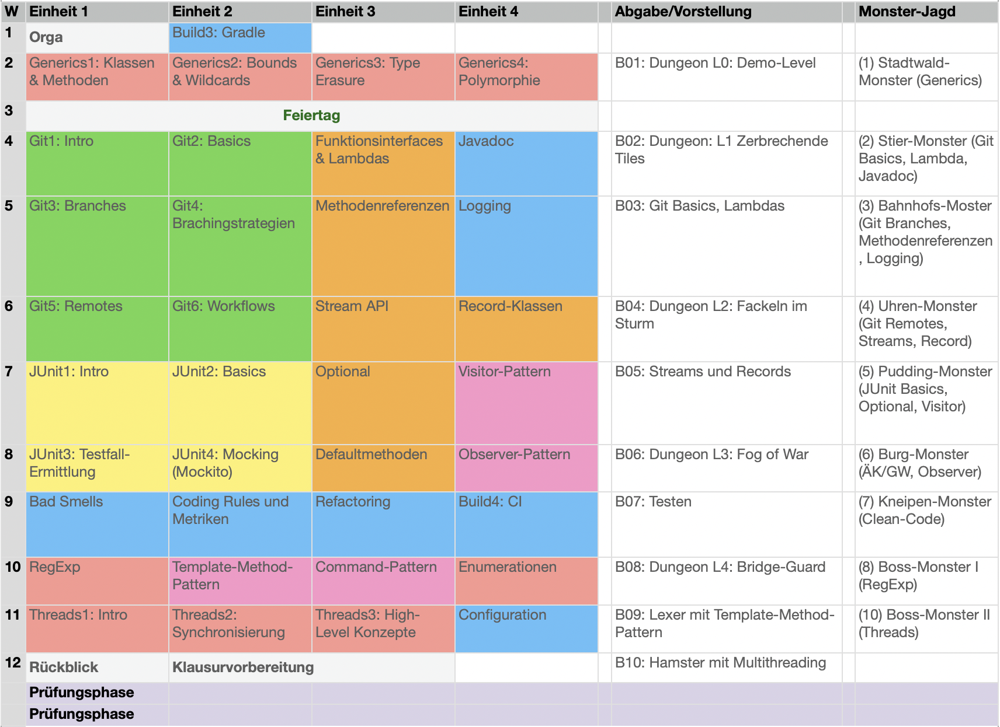 W Einheit 1 Einheit 2 Einheit 3 Einheit 4 Abgabe/Vorstellung Monster-Jagd
1 Orga Build3: Gradle
2 Generics1: Klassen Generics2: Bounds Generics3: Type Generics4: B01: Dungeon L0: Demo-Level (1) Stadtwald-
& Methoden & Wildcards Erasure Polymorphie Monster (Generics)
3 Feiertag
4 Git1: Intro Git2: Basics Funktionsinterfaces Javadoc B02: Dungeon: L1 Zerbrechende (2) Stier-Monster (Git
& Lambdas Tiles Basics, Lambda,
Javadoc)
5 Git3: Branches Git4: Methodenreferenzen Logging B03: Git Basics, Lambdas (3) Bahnhofs-Moster
Brachingstrategien (Git Branches,
Methodenreferenzen
, Logging)
6 Git5: Remotes Git6: Workflows Stream API Record-Klassen B04: Dungeon L2: Fackeln im (4) Uhren-Monster
Sturm (Git Remotes,
Streams, Record)
7 JUnit1: Intro JUnit2: Basics Optional Visitor-Pattern B05: Streams und Records (5) Pudding-Monster
(JUnit Basics,
Optional, Visitor)
8 JUnit3: Testfall- JUnit4: Mocking Defaultmethoden Observer-Pattern B06: Dungeon L3: Fog of War (6) Burg-Monster
Ermittlung (Mockito) (ÄK/GW, Observer)
9 Bad Smells Coding Rules und Refactoring Build4: CI B07: Testen (7) Kneipen-Monster
Metriken (Clean-Code)
10 RegExp Template-Method- Command-Pattern Enumerationen B08: Dungeon L4: Bridge-Guard (8) Boss-Monster I
Pattern (RegExp)
11 Threads1: Intro Threads2: Threads3: High- Configuration B09: Lexer mit Template-Method- (10) Boss-Monster II
Synchronisierung Level Konzepte Pattern (Threads)
12 Rückblick Klausurvorbereitung B10: Hamster mit Multithreading
Prüfungsphase
Prüfungsphase